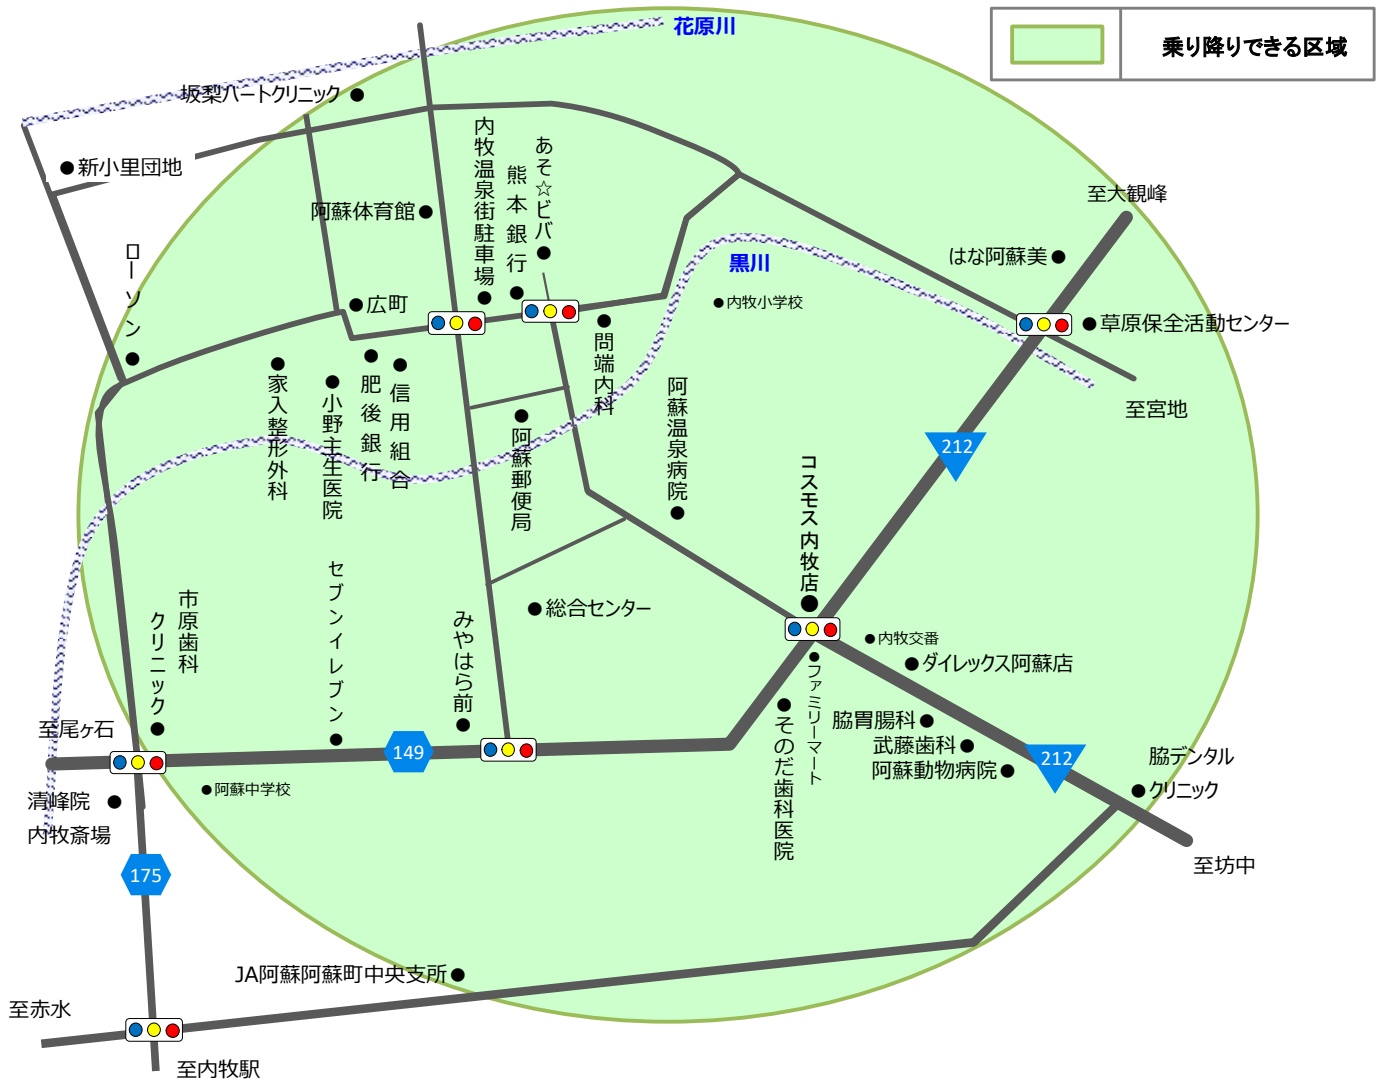 花原川
乗り降りできる区域
坂梨ハートクリニック
新小里団地
内牧温泉街駐車場
熊本銀行
あそ☆ビバ
阿蘇体育館
至大観峰
ローソン
広町
黒川
はな阿蘇美
内牧小学校
草原保全活動センター
問端内科
家入整形外科
小野主生医院
肥後銀行
信用組合
阿蘇郵便局
阿蘇温泉病院
至宮地
212
コスモス内牧店
セブンイレブン
市原歯科
クリニック
みやはら前
総合センター
内牧交番
ダイレックス阿蘇店
ファミリーマート
そのだ歯科医院
脇胃腸科
武藤歯科
阿蘇動物病院
212
脇デンタル
クリニック
至尾ヶ石
149
阿蘇中学校
清峰院
内牧斎場
175
至坊中
JA阿蘇阿蘇町中央支所
至赤水
至内牧駅